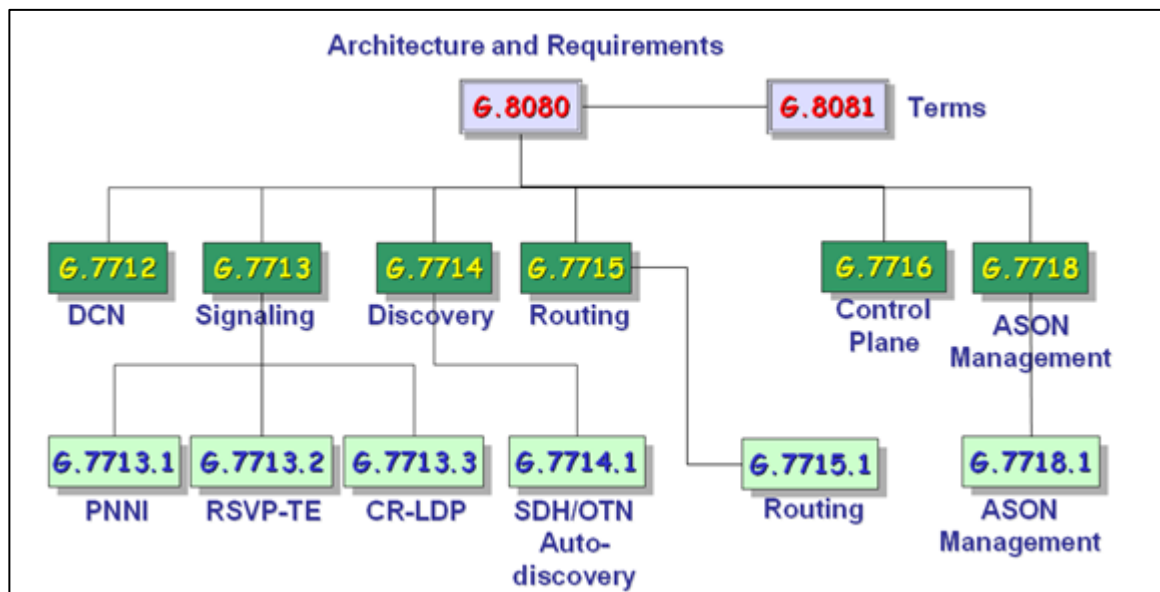 Architecture and Requirements
G.8080
G.8081
Terms
G.7712
G.7713
G.7714
G.7715
G.7716
G.7718
DCN
Signaling
Discovery
Routing
Control
Plane
ASON
Management
G.7713.1
G.7713.2
G.7713.3
G.7714.1
G.7715.1
G.7718.1
PNNI
RSVP-TE
CR-LDP
SDH/OTN
Auto-
discovery
Routing
ASON
Management